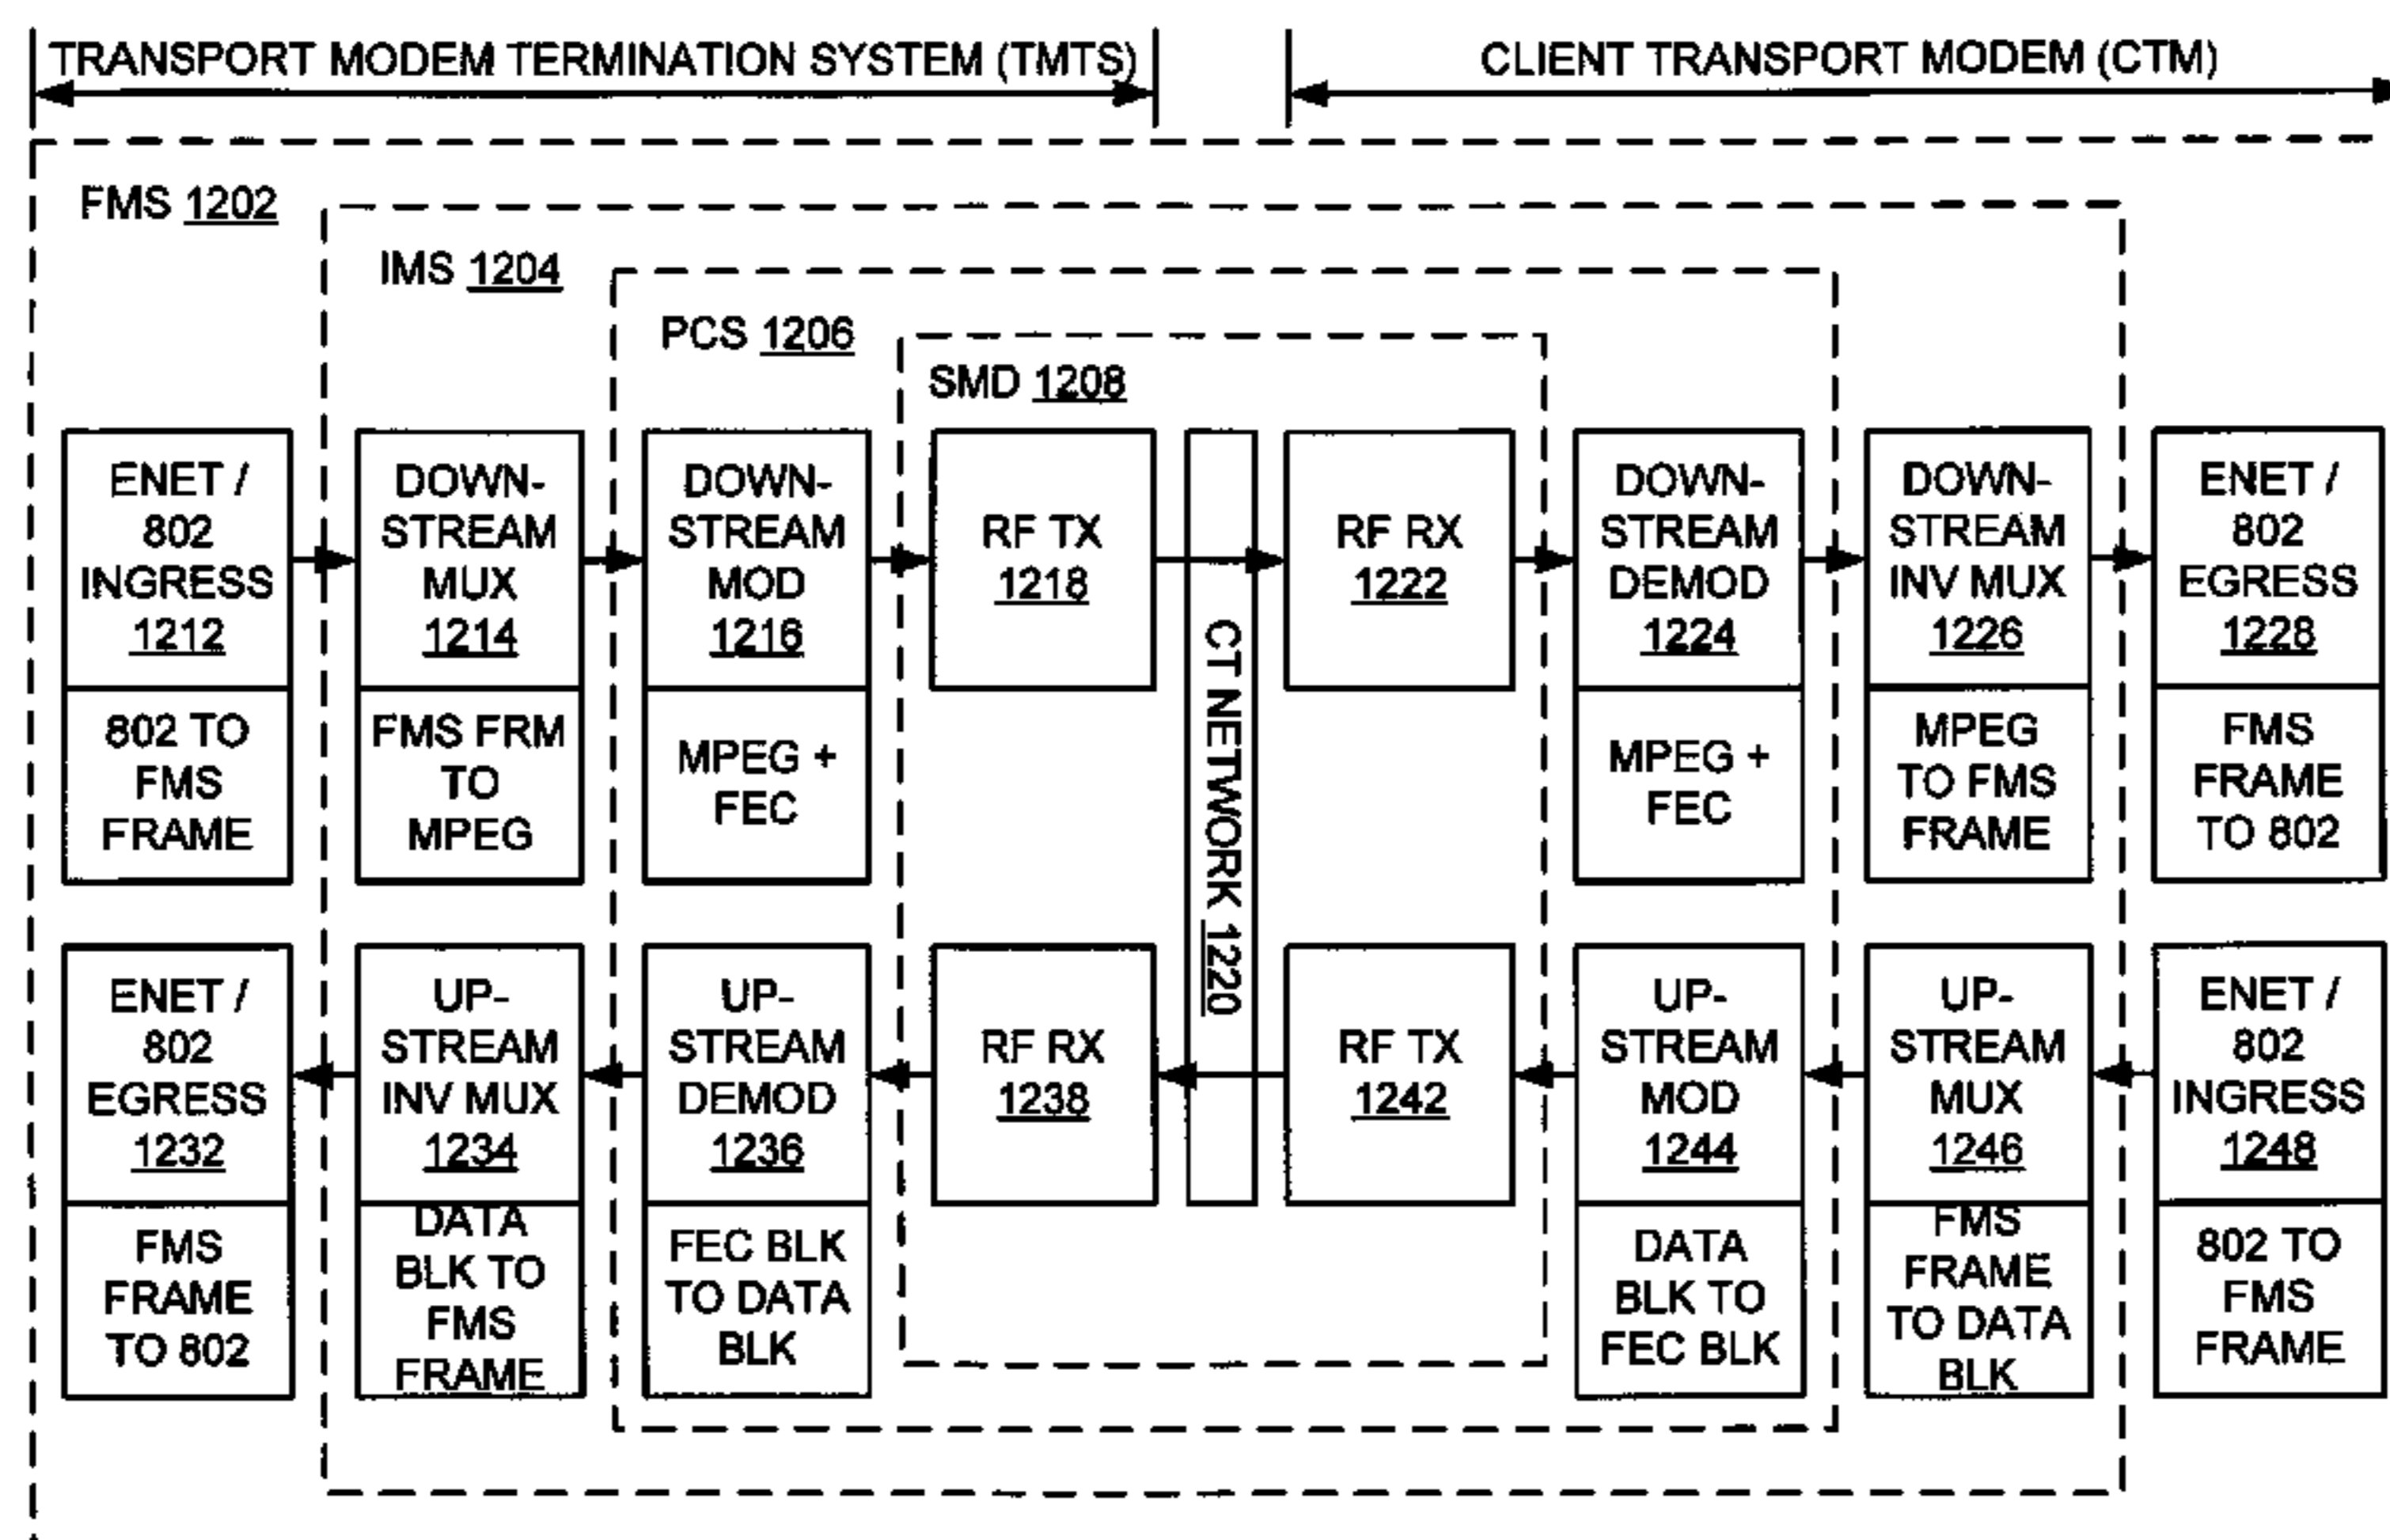 TRANSPORT MODEM TERMINATION SYSTEM (TMTS)
CLIENT TRANSPORT MODEM (CTM)
FMS 1202
IMS 1204
PCS 1206
SMD 1208
ENET /
802
INGRESS
1212
802 TO
FMS
FRAME
DOWN-
STREAM
MUX
1214
FMS FRM
TO
MPEG
DOWN-
STREAM
MOD
1216
MPEG +
FEC
RF TX
1218
CT NETWORK 1220
RF RX
1222
DOWN-
STREAM
DEMOD
1224
MPEG +
FEC
DOWN-
STREAM
INV MUX
1226
MPEG
TO FMS
FRAME
ENET /
802
EGRESS
1228
FMS
FRAME
TO 802
ENET /
802
EGRESS
1232
FMS
FRAME
TO 802
UP-
STREAM
INV MUX
1234
DATA
BLK TO
FMS
FRAME
UP-
STREAM
DEMOD
1236
FEC BLK
TO DATA
BLK
RF RX
1238
RF TX
1242
UP-
STREAM
MOD
1244
DATA
BLK TO
FEC BLK
UP-
STREAM
MUX
1246
FMS
FRAME
TO DATA
BLK
ENET /
802
INGRESS
1248
802 TO
FMS
FRAME